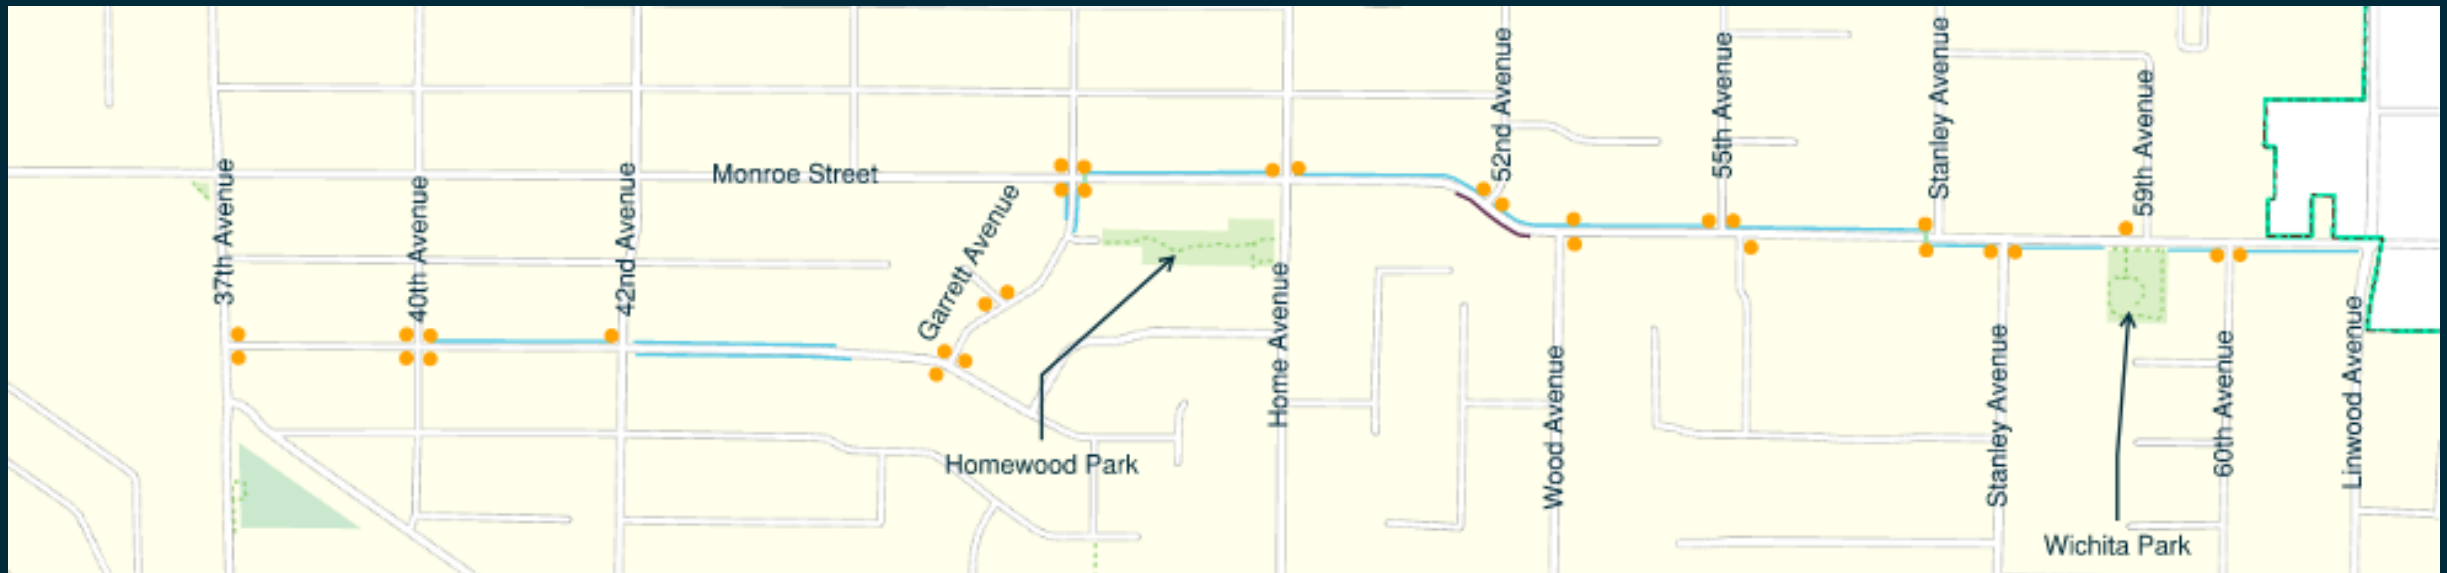 37th Avenue
40th Avenue
42nd Avenue
Monroe Street
Garrett Avenue
Homewood Park
Home Avenue
52nd Avenue
Wood Avenue
55th Avenue
Stanley Avenue
Stanley Avenue
59th Avenue
Wichita Park
60th Avenue
Linwood Avenue